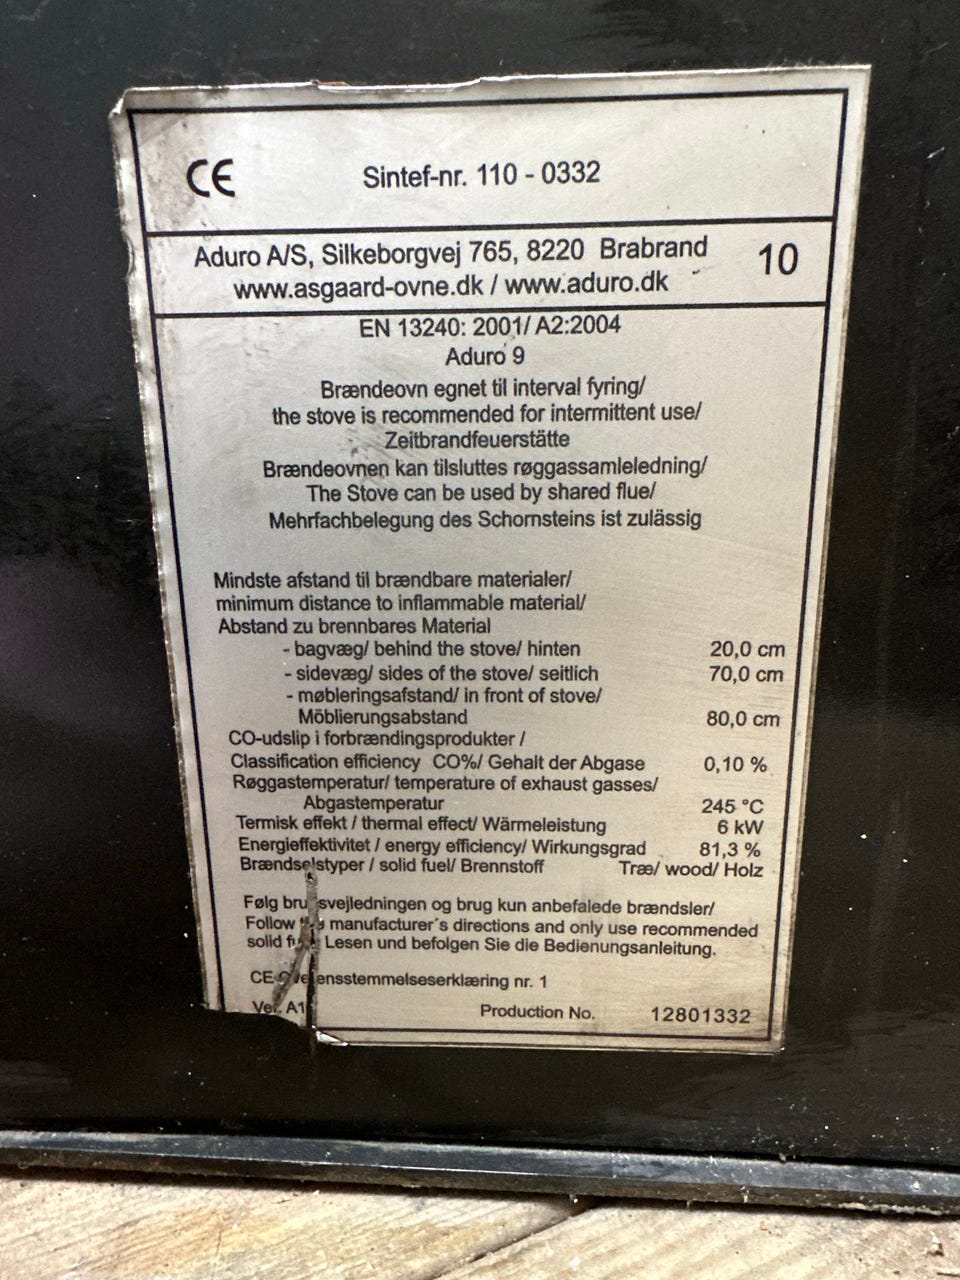 CE Sintef-nr. 110 - 0332
Aduro A/S, Silkeborgvej 765, 8220 Brabrand 10
www.asgaard-ovne.dk / www.aduro.dk
EN 13240: 2001/ A2:2004
Aduro 9
Brændeovn egnet til interval fyring/
the stove is recommended for intermittent use/
Zeitbrandfeuerstätte
Brændeovnen kan tilsluttes røggassamleledning/
The Stove can be used by shared flue/
Mehrfachbelegung des Schornsteins ist zulässig
Mindste afstand til brændbare materialer/
minimum distance to inflammable material/
Abstand zu brennbares Material
- bagvæg/ behind the stove/ hinten 20,0 cm
- sidevæg/ sides of the stove/ seitlich 70,0 cm
- møbleringsafstand/ in front of stove/
Möblierungsabstand 80,0 cm
CO-udslip i forbrændingsprodukter /
Classification efficiency CO%/ Gehalt der Abgase 0,10 %
Røggastemperatur/ temperature of exhaust gasses/
Abgastemperatur 245 °C
Termisk effekt / thermal effect/ Wärmeleistung 6 kW
Energieffektivitet / energy efficiency/ Wirkungsgrad 81,3 %
Brændselstyper / solid fuel/ Brennstoff Træ/ wood/ Holz
Følg brugsvejledningen og brug kun anbefalede brændsler/
Follow the manufacturer´s directions and only use recommended
solid fuel. Lesen und befolgen Sie die Bedienungsanleitung.
CE Overensstemmelseserklæring nr. 1
Ver. A1 Production No. 12801332